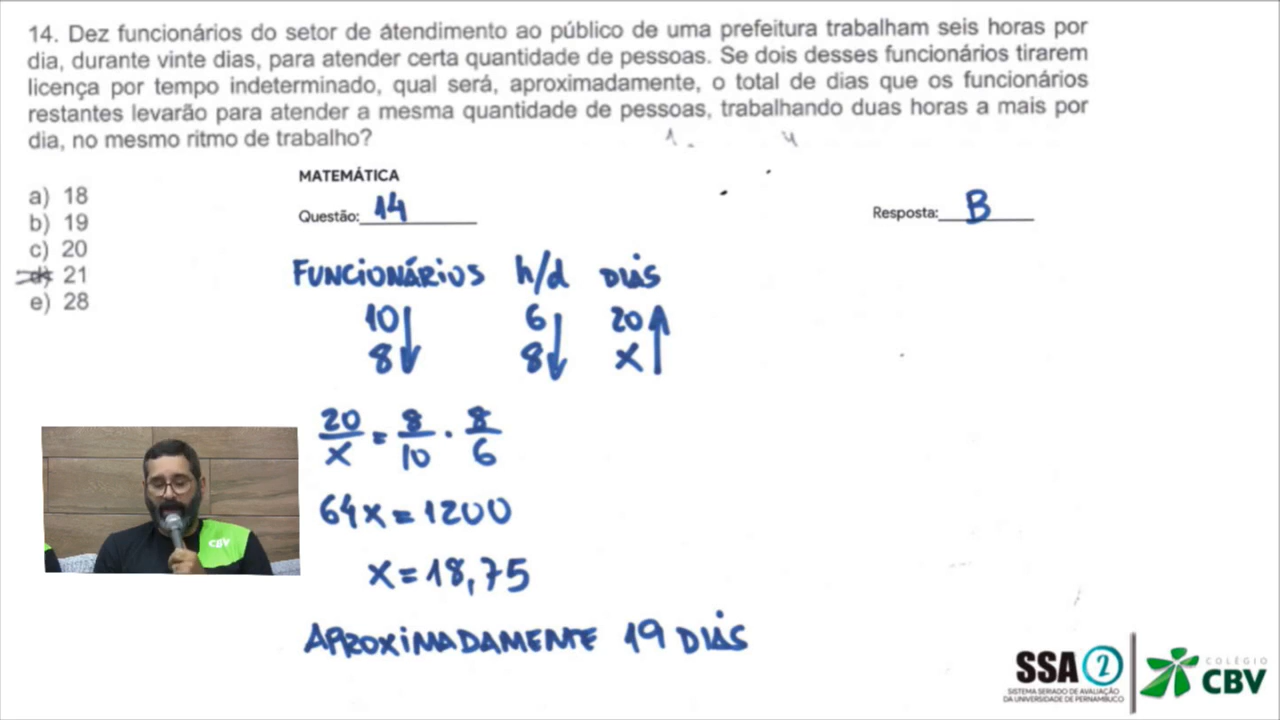 14. Dez funcionários do setor de atendimento ao público de uma prefeitura trabalham seis horas por
dia, durante vinte dias, para atender certa quantidade de pessoas. Se dois desses funcionários tirarem
licença por tempo indeterminado, qual será, aproximadamente, o total de dias que os funcionários
restantes levarão para atender a mesma quantidade de pessoas, trabalhando duas horas a mais por
dia, no mesmo ritmo de trabalho?
a) 18
b) 19
c) 20
d) 21
e) 28
MATEMÁTICA
Questão: 14
Resposta: B
FUNCIONÁRIOS h/d DIAS
10 6 20
8 8 X
20/X = 8/10 . 8/6
64X = 1200
X = 18,75
APROXIMADAMENTE 19 DIAS
CBV
SSA 2
SISTEMA SERIADO DE AVALIAÇÃO
DA UNIVERSIDADE DE PERNAMBUCO
COLÉGIO
CBV